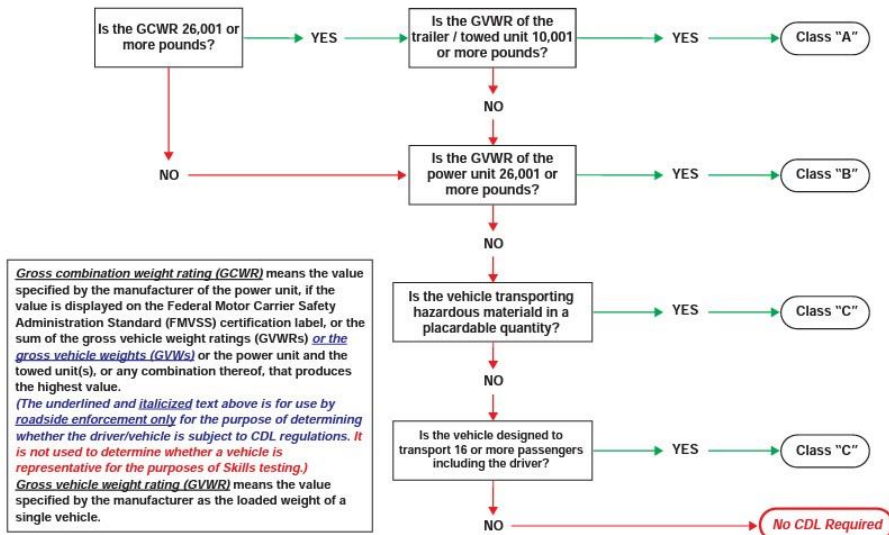 Is the GCWR 26,001 or
more pounds?
YES
Is the GVWR of the
trailer / towed unit 10,001
or more pounds?
YES
Class "A"
NO
NO
Is the GVWR of the
power unit 26,001 or
more pounds?
YES
Class "B"
NO
Is the vehicle transporting
hazardous materiald in a
placardable quantity?
YES
Class "C"
NO
Is the vehicle designed to
transport 16 or more passengers
including the driver?
YES
Class "C"
NO
No CDL Required
Gross combination weight rating (GCWR) means the value
specified by the manufacturer of the power unit, if the
value is displayed on the Federal Motor Carrier Safety
Administration Standard (FMVSS) certification label, or the
sum of the gross vehicle weight ratings (GVWRs) or the
gross vehicle weights (GVWs) or the power unit and the
towed unit(s), or any combination thereof, that produces
the highest value.
(The underlined and italicized text above is for use by
roadside enforcement only for the purpose of determining
whether the driver/vehicle is subject to CDL regulations. It
is not used to determine whether a vehicle is
representative for the purposes of Skills testing.)
Gross vehicle weight rating (GVWR) means the value
specified by the manufacturer as the loaded weight of a
single vehicle.